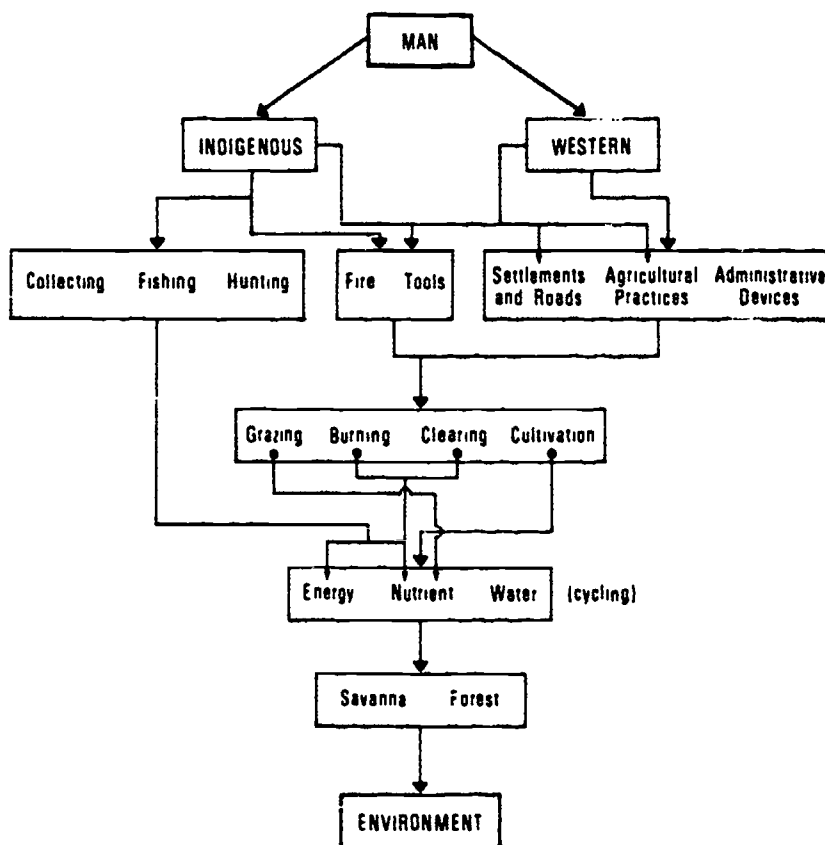 MAN
INDIGENOUS WESTERN
Collecting Fishing Hunting Fire Tools Settlements and Roads Agricultural Practices Administrative Devices
Grazing Burning Clearing Cultivation
Energy Nutrient Water (cycling)
Savanna Forest
ENVIRONMENT